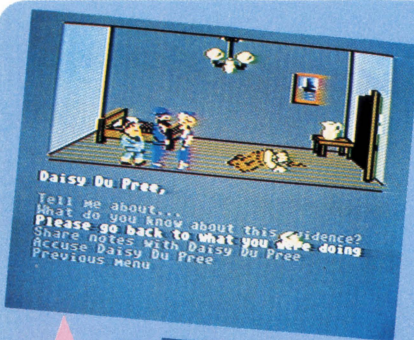 Daisy Du Pree,
Tell me about...
What do you know about this evidence?
Please go back to what you were doing
Share notes with Daisy Du Pree
Accuse Daisy Du Pree
Previous menu